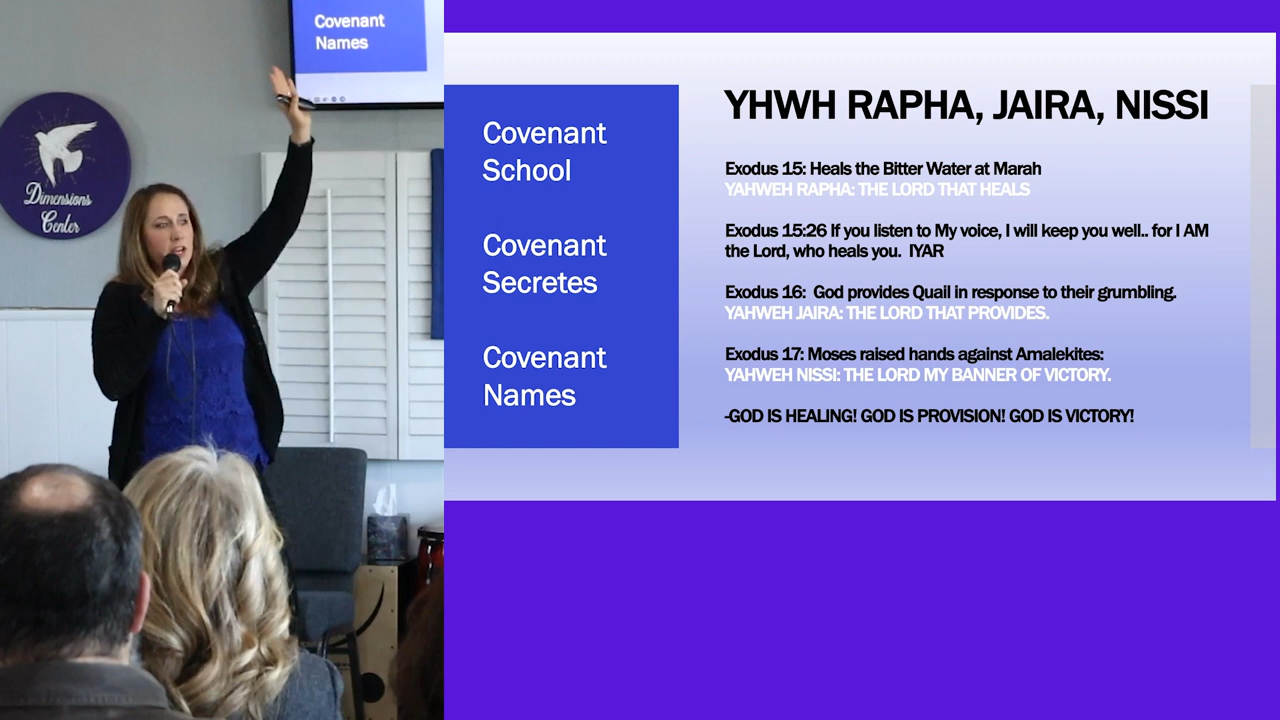 Covenant
Names
Dimensions
Center
Covenant
School
Covenant
Secretes
Covenant
Names
YHWH RAPHA, JAIRA, NISSI
Exodus 15: Heals the Bitter Water at Marah
YAHWEH RAPHA: THE LORD THAT HEALS
Exodus 15:26 If you listen to My voice, I will keep you well.. for I AM
the Lord, who heals you.  IYAR
Exodus 16:  God provides Quail in response to their grumbling.
YAHWEH JAIRA: THE LORD THAT PROVIDES.
Exodus 17: Moses raised hands against Amalekites:
YAHWEH NISSI: THE LORD MY BANNER OF VICTORY.
-GOD IS HEALING! GOD IS PROVISION! GOD IS VICTORY!